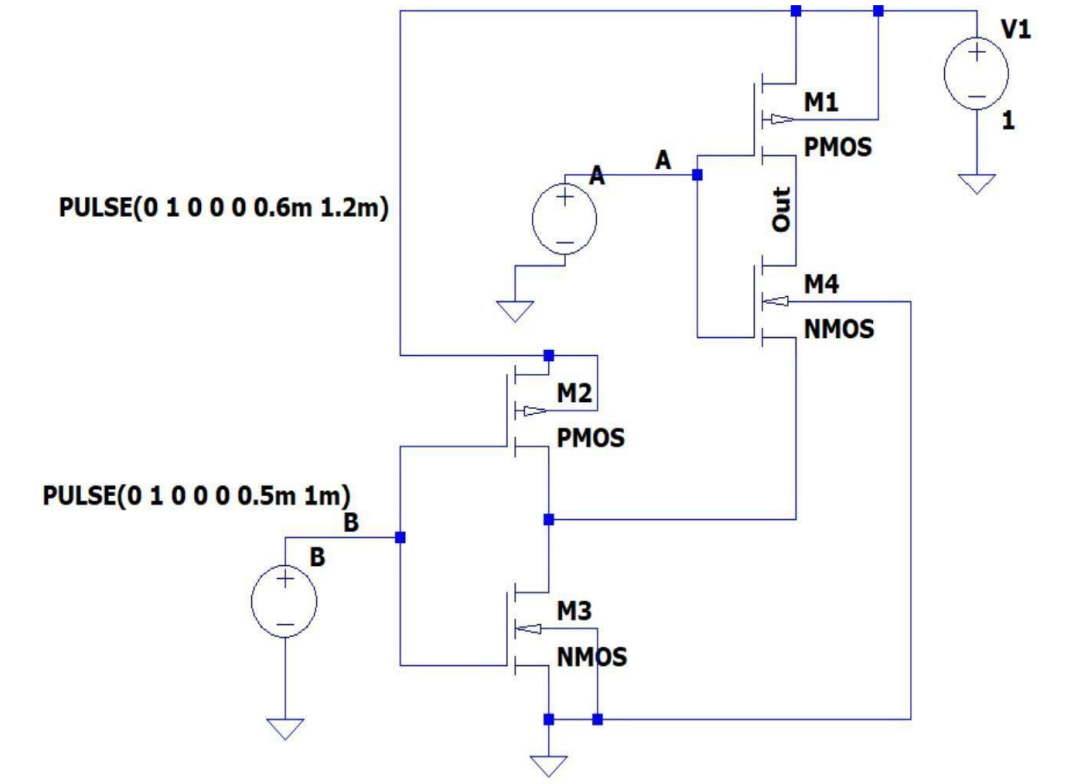 V1
M1
1
PMOS
A
A
PULSE(0 1 0 0 0 0.6m 1.2m)
Out
M4
NMOS
M2
PMOS
PULSE(0 1 0 0 0 0.5m 1m)
B
B
M3
NMOS